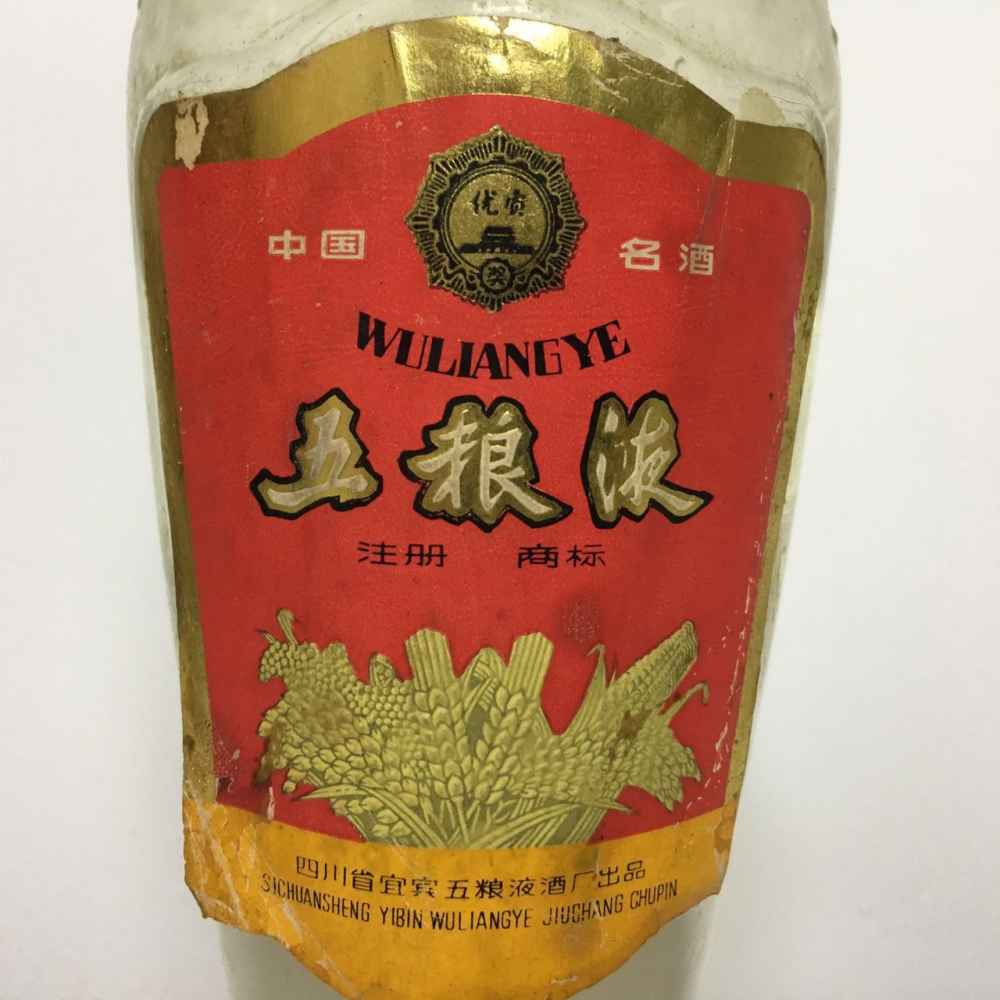 优质
奖
中国 名酒
WULIANGYE
五粮液
注册 商标
四川省宜宾五粮液酒厂出品
SICHUANSHENG YIBIN WULIANGYE JIUCHANG CHUPIN